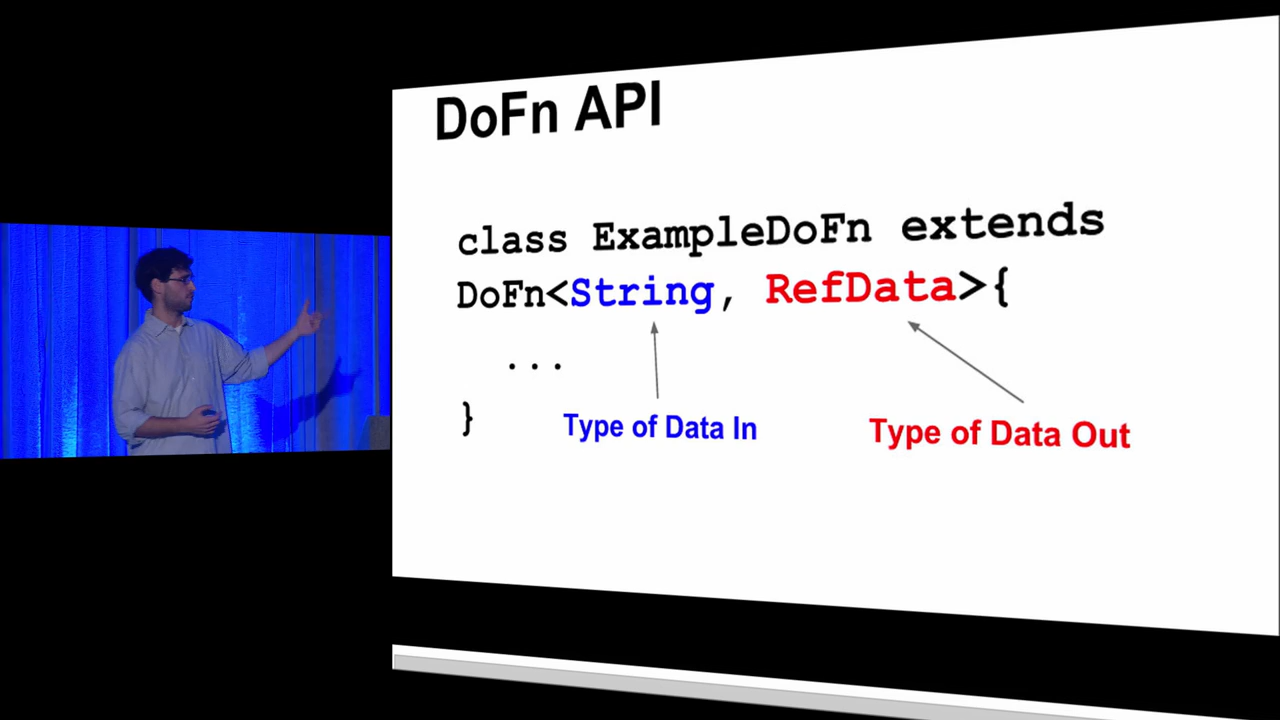 DoFn API
class ExampleDoFn extends
DoFn<String, RefData>{
...
}
Type of Data In
Type of Data Out